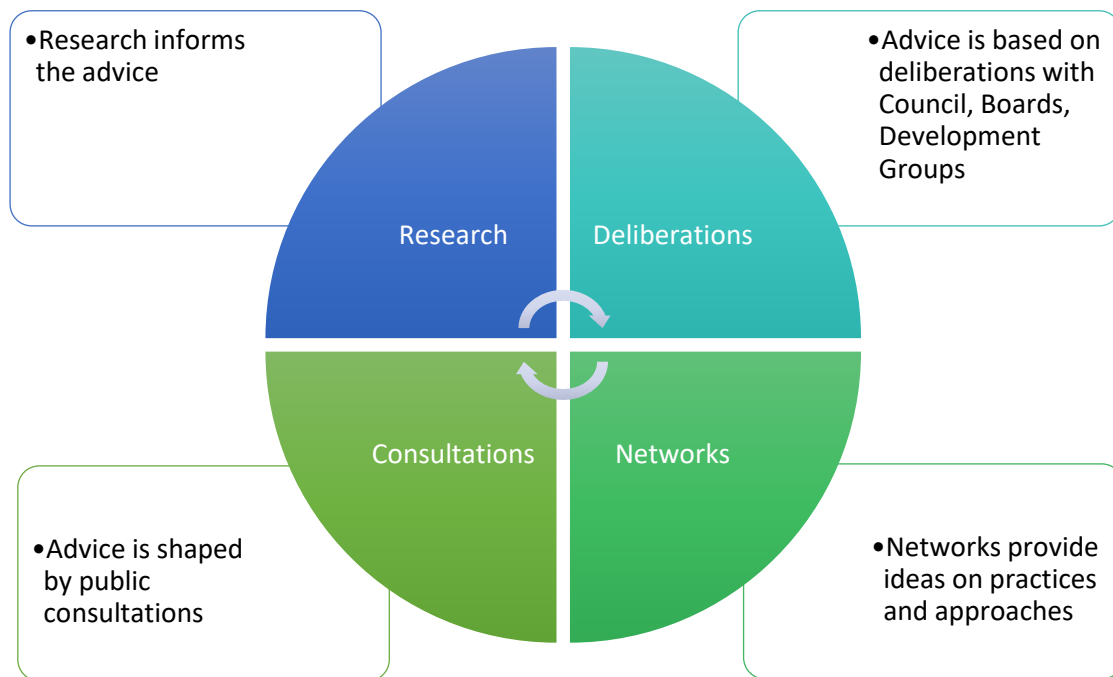 •Research informs
the advice
•Advice is based on
deliberations with
Council, Boards,
Development
Groups
Research
Deliberations
Consultations
Networks
•Advice is shaped
by public
consultations
•Networks provide
ideas on practices
and approaches